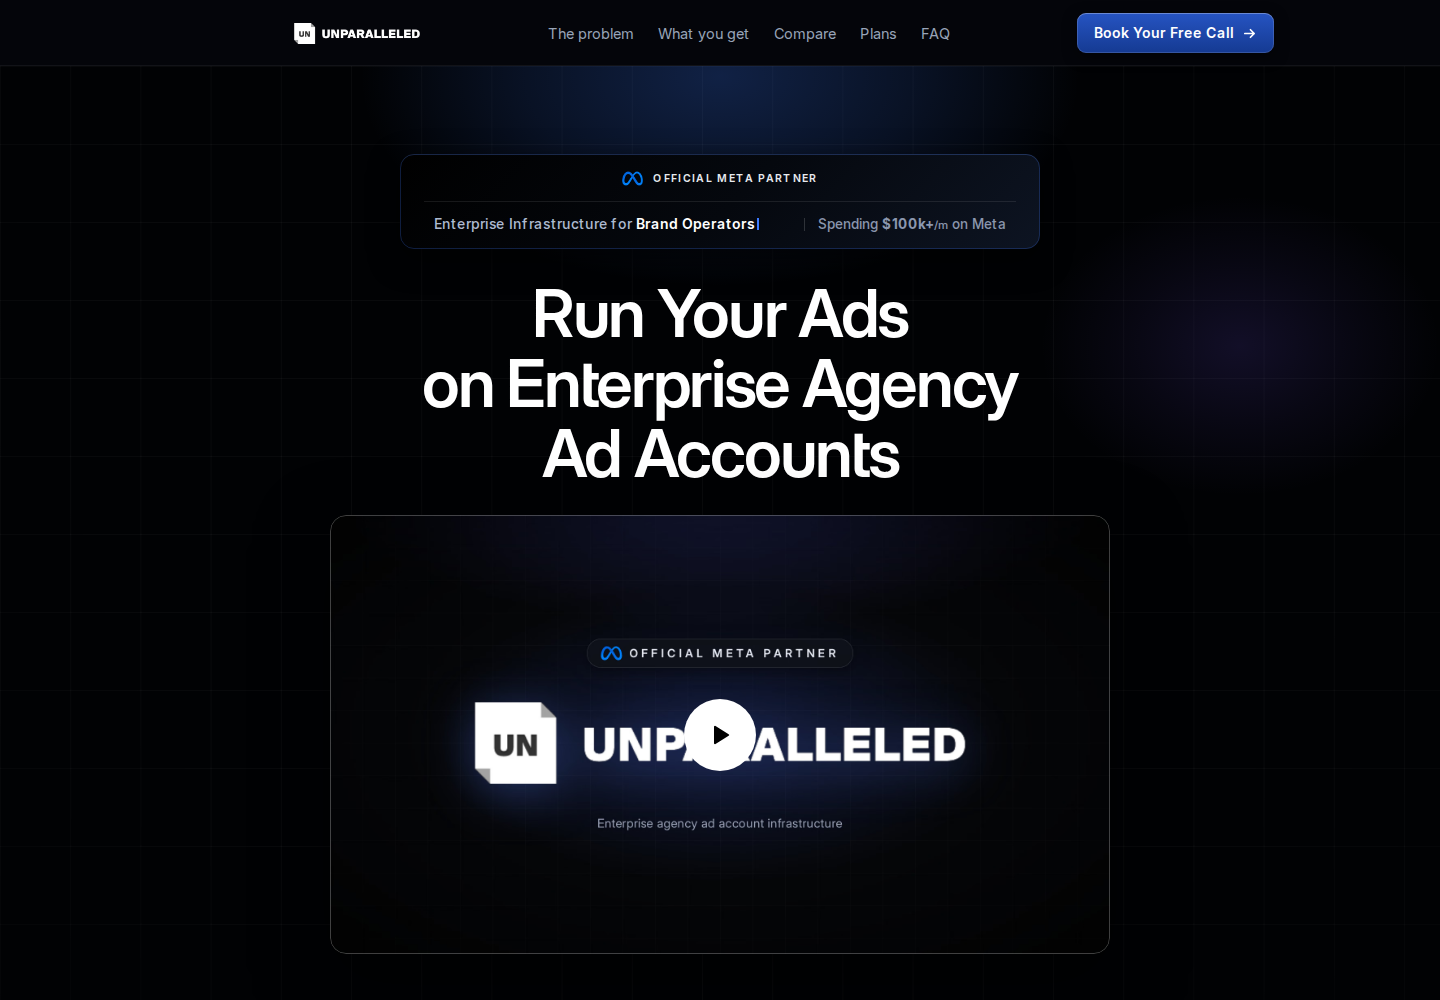 UN UNPARALLELED
The problem What you get Compare Plans FAQ
Book Your Free Call →
OFFICIAL META PARTNER
Enterprise Infrastructure for Brand Operators
Spending $100k+/m on Meta
Run Your Ads
on Enterprise Agency
Ad Accounts
OFFICIAL META PARTNER
UN UNPARALLELED
Enterprise agency ad account infrastructure